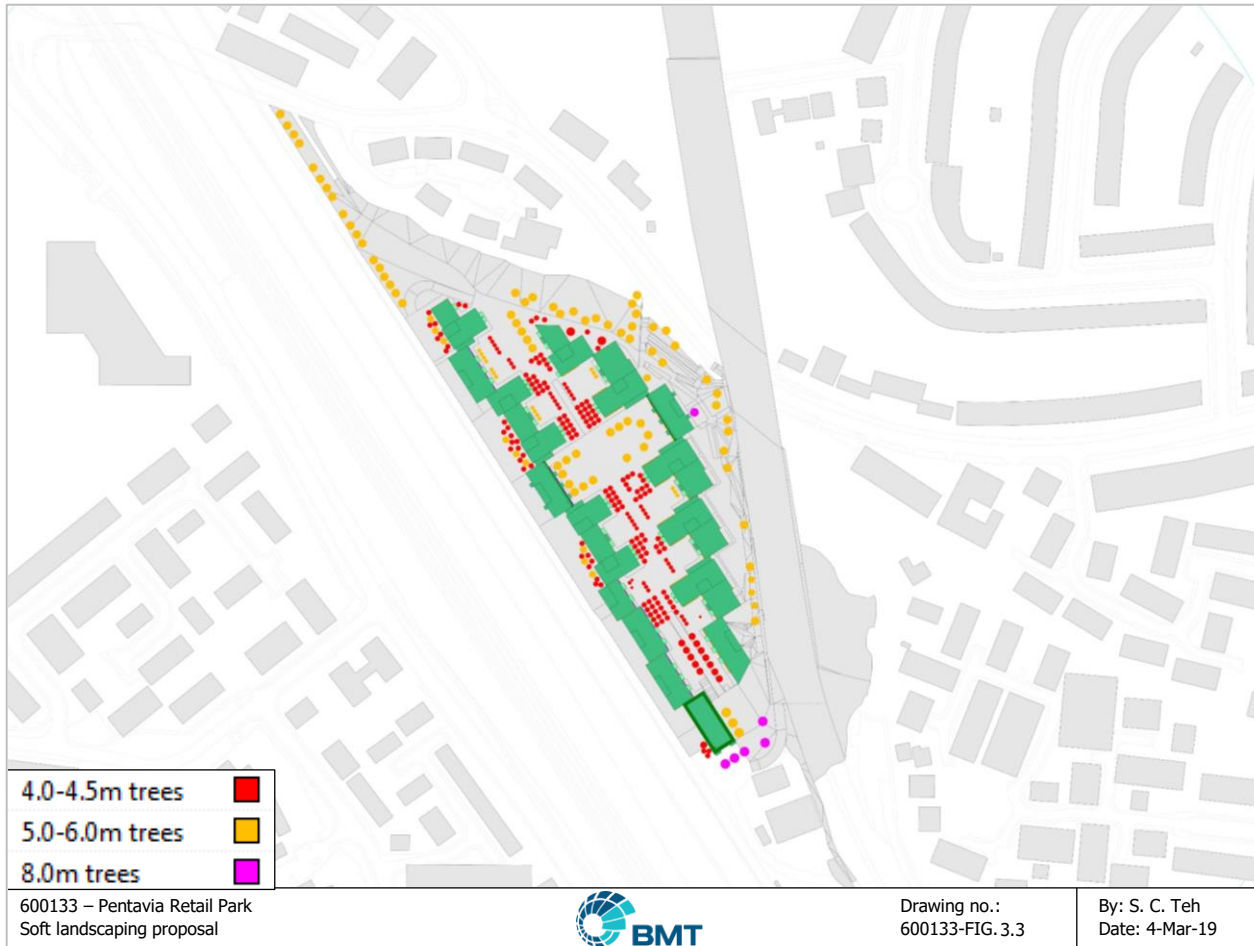 4.0-4.5m trees
5.0-6.0m trees
8.0m trees
600133 – Pentavia Retail Park
Soft landscaping proposal
BMT
Drawing no.:
600133-FIG.3.3
By: S. C. Teh
Date: 4-Mar-19